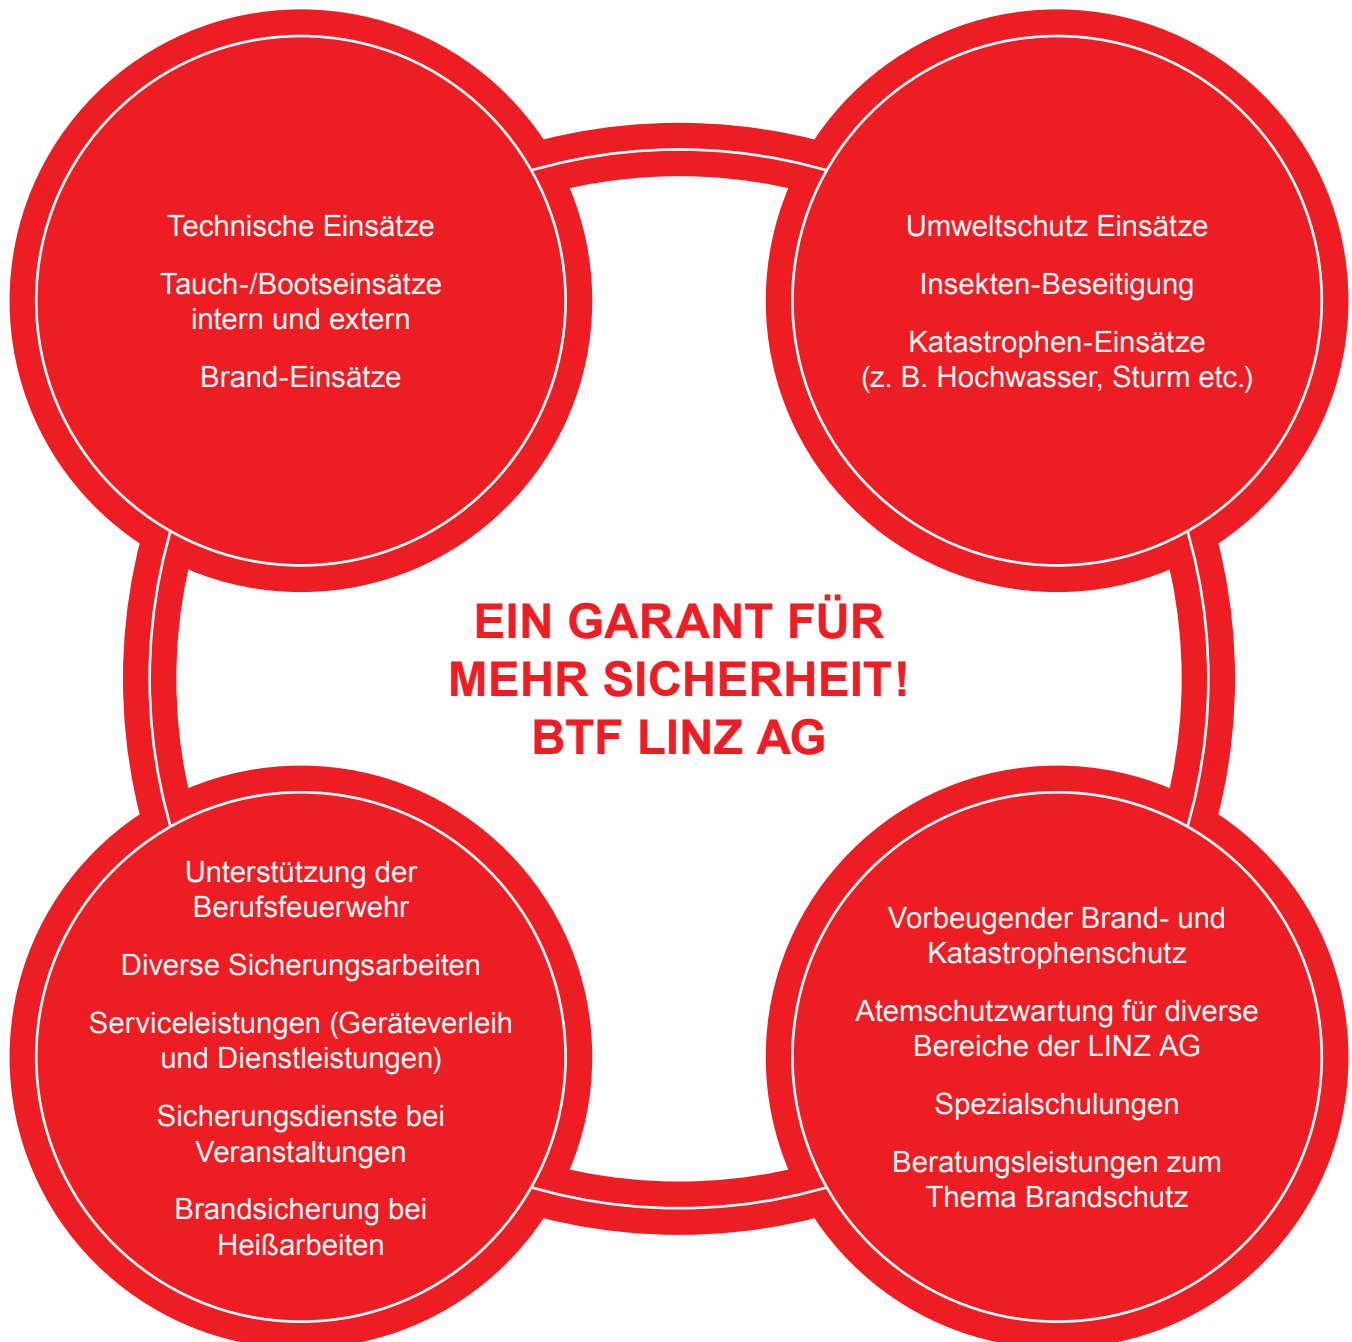 Technische Einsätze
Tauch-/Bootseinsätze
intern und extern
Brand-Einsätze
Umweltschutz Einsätze
Insekten-Beseitigung
Katastrophen-Einsätze
(z. B. Hochwasser, Sturm etc.)
EIN GARANT FÜR
MEHR SICHERHEIT!
BTF LINZ AG
Unterstützung der
Berufsfeuerwehr
Diverse Sicherungsarbeiten
Serviceleistungen (Geräteverleih
und Dienstleistungen)
Sicherungsdienste bei
Veranstaltungen
Brandsicherung bei
Heißarbeiten
Vorbeugender Brand- und
Katastrophenschutz
Atemschutzwartung für diverse
Bereiche der LINZ AG
Spezialschulungen
Beratungsleistungen zum
Thema Brandschutz